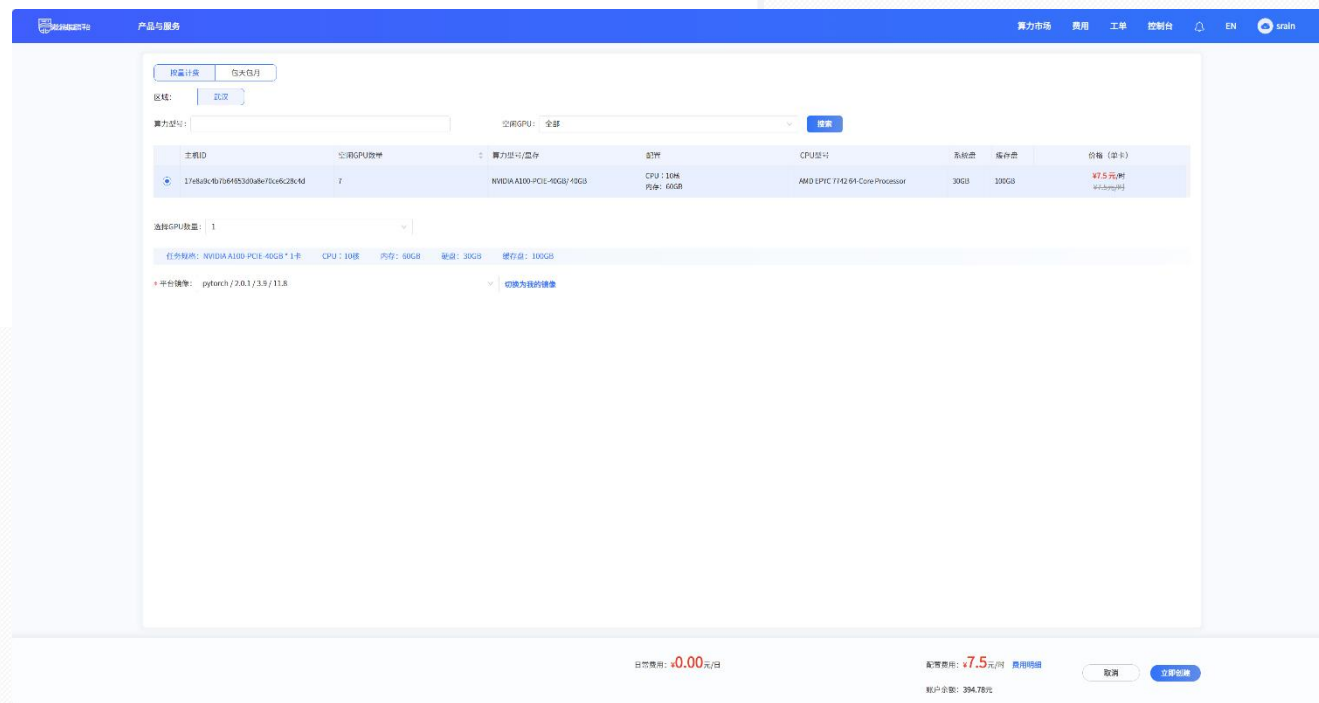 产品与服务 算力市场 费用 工单 控制台 EN srain
按量计费 包天包月
区域： 武汉
算力型号： 空闲GPU： 全部 搜索
主机ID 空闲GPU数量 算力型号/显存 配置 CPU型号 系统盘 缓存盘 价格（单卡）
7 NVIDIA A100-PCIE-40GB/40GB CPU：10核 AMD EPYC 7742 64-Core Processor 30GB 100GB ¥7.5 元/时
内存：60GB ¥7.5元/时
选择GPU数量： 1
任务规格：NVIDIA A100-PCIE-40GB * 1卡 CPU：10核 内存：60GB 硬盘：30GB 缓存盘：100GB
* 平台镜像： pytorch / 2.0.1 / 3.9 / 11.8 切换为我的镜像
日常费用：¥0.00元/日 配置费用：¥7.5元/时 费用明细 取消 立即创建
账户余额：394.78元